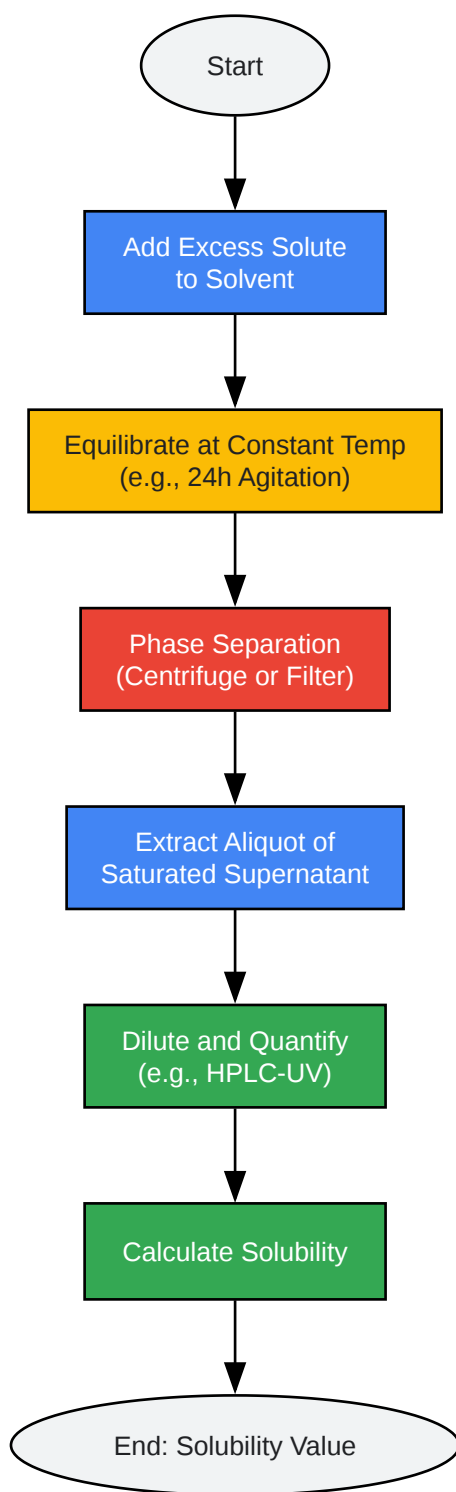 Start
Add Excess Solute
to Solvent
Equilibrate at Constant Temp
(e.g., 24h Agitation)
Phase Separation
(Centrifuge or Filter)
Extract Aliquot of
Saturated Supernatant
Dilute and Quantify
(e.g., HPLC-UV)
Calculate Solubility
End: Solubility Value